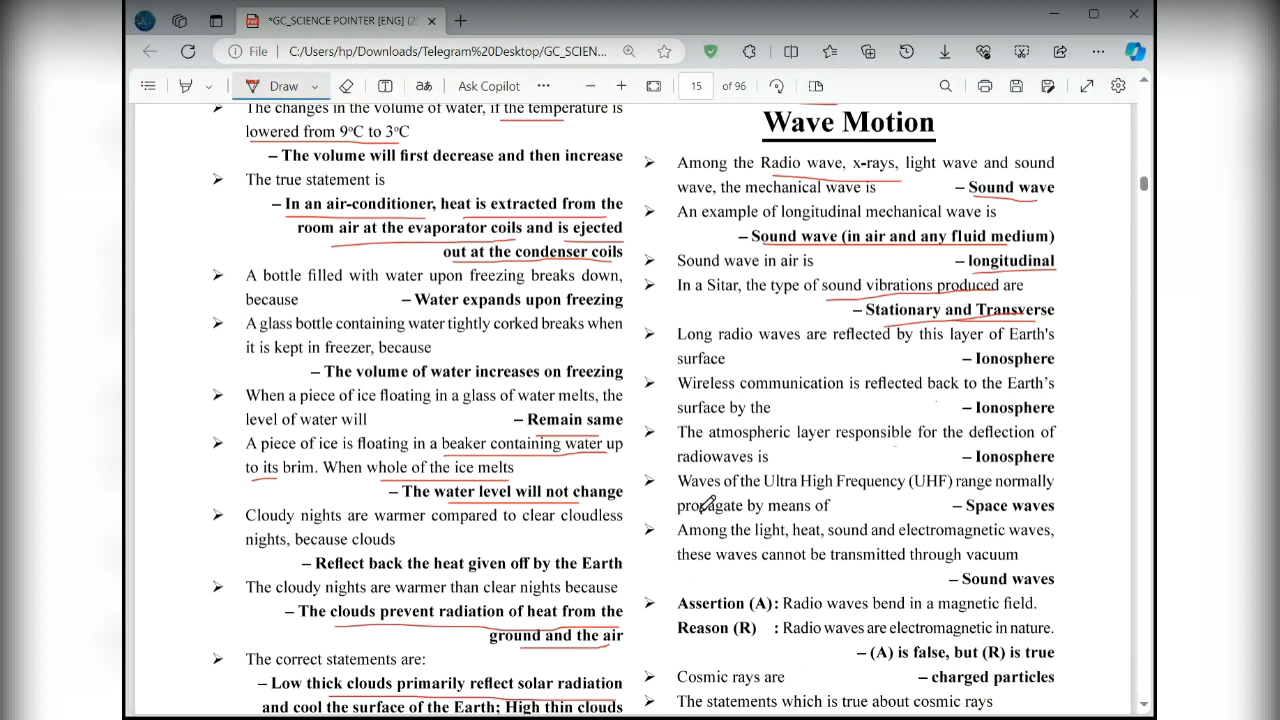 *GC_SCIENCE POINTER [ENG] (2)
File C:/Users/hp/Downloads/Telegram%20Desktop/GC_SCIEN...
Draw Ask Copilot 15 of 96
The changes in the volume of water, if the temperature is
lowered from 9°C to 3°C
– The volume will first decrease and then increase
The true statement is
– In an air-conditioner, heat is extracted from the
room air at the evaporator coils and is ejected
out at the condenser coils
A bottle filled with water upon freezing breaks down,
because – Water expands upon freezing
A glass bottle containing water tightly corked breaks when
it is kept in freezer, because
– The volume of water increases on freezing
When a piece of ice floating in a glass of water melts, the
level of water will – Remain same
A piece of ice is floating in a beaker containing water up
to its brim. When whole of the ice melts
– The water level will not change
Cloudy nights are warmer compared to clear cloudless
nights, because clouds
– Reflect back the heat given off by the Earth
The cloudy nights are warmer than clear nights because
– The clouds prevent radiation of heat from the
ground and the air
The correct statements are:
– Low thick clouds primarily reflect solar radiation
and cool the surface of the Earth; High thin clouds
Wave Motion
Among the Radio wave, x-rays, light wave and sound
wave, the mechanical wave is – Sound wave
An example of longitudinal mechanical wave is
– Sound wave (in air and any fluid medium)
Sound wave in air is – longitudinal
In a Sitar, the type of sound vibrations produced are
– Stationary and Transverse
Long radio waves are reflected by this layer of Earth's
surface – Ionosphere
Wireless communication is reflected back to the Earth's
surface by the – Ionosphere
The atmospheric layer responsible for the deflection of
radiowaves is – Ionosphere
Waves of the Ultra High Frequency (UHF) range normally
propagate by means of – Space waves
Among the light, heat, sound and electromagnetic waves,
these waves cannot be transmitted through vacuum
– Sound waves
Assertion (A): Radio waves bend in a magnetic field.
Reason (R) : Radio waves are electromagnetic in nature.
– (A) is false, but (R) is true
Cosmic rays are – charged particles
The statements which is true about cosmic rays